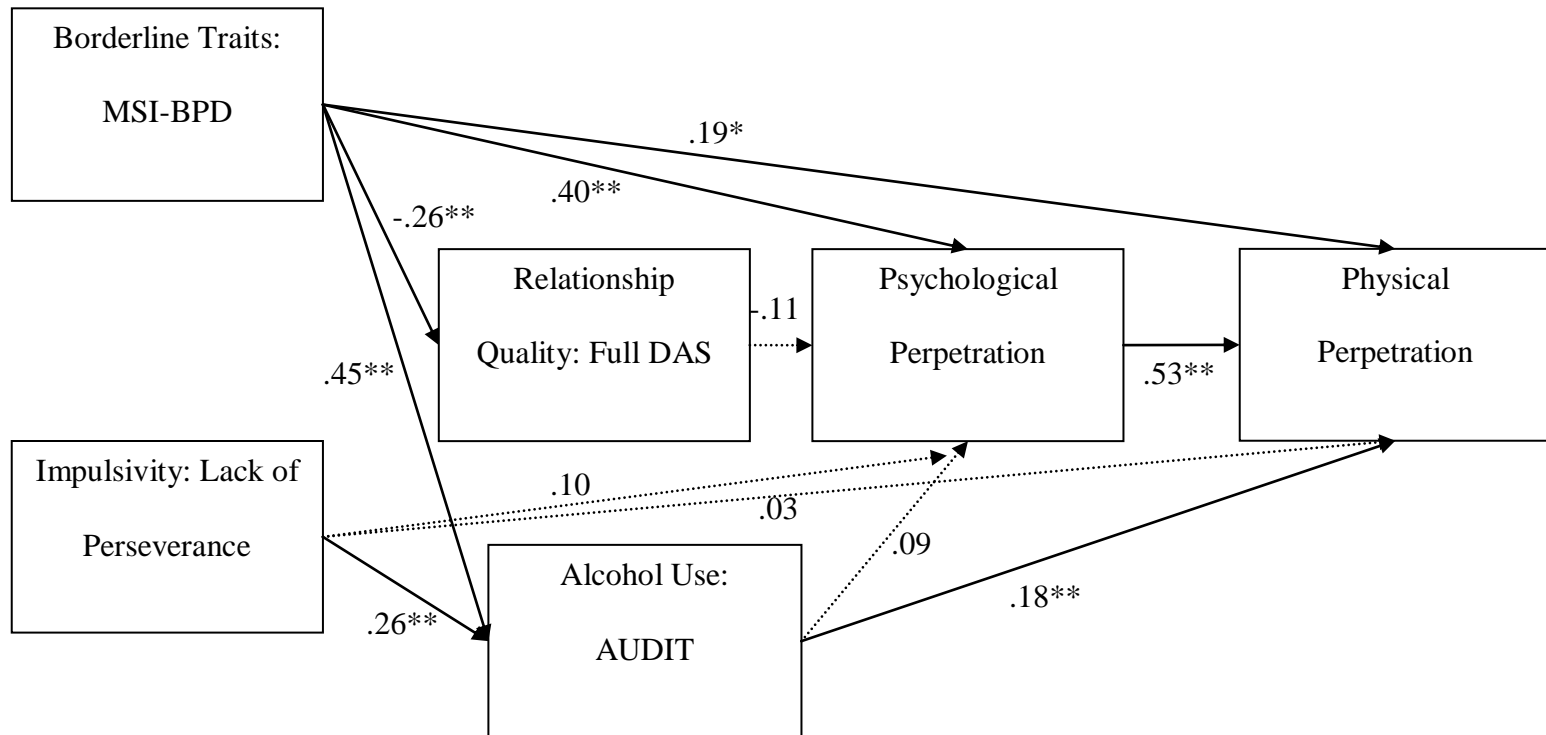 Borderline Traits:
MSI-BPD
.19*
.40**
-.26**
Relationship
Quality: Full DAS
-.11
Psychological
Perpetration
.53**
Physical
Perpetration
.45**
Impulsivity: Lack of
Perseverance
.10
.03
.09
.26**
Alcohol Use:
AUDIT
.18**